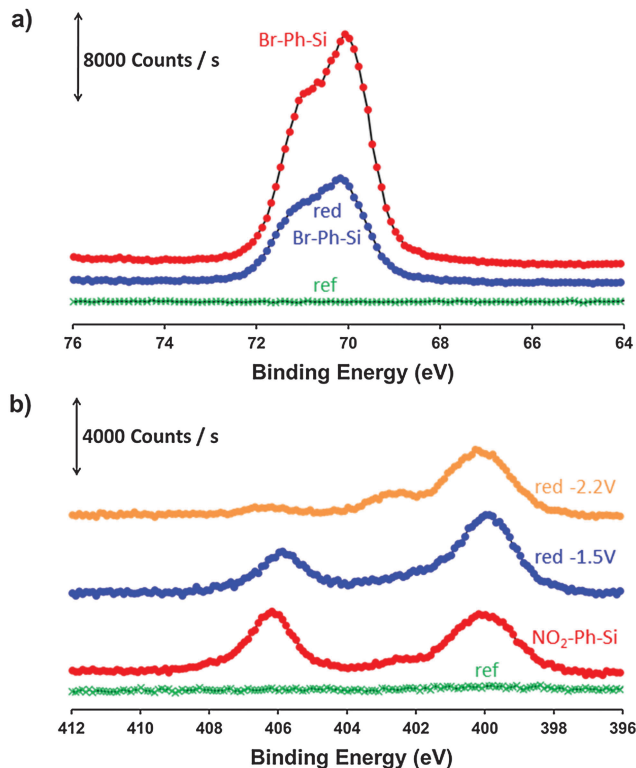 a)
8000 Counts / s
Br-Ph-Si
red
Br-Ph-Si
ref
76 74 72 70 68 66 64
Binding Energy (eV)
b)
4000 Counts / s
red -2.2V
red -1.5V
NO₂-Ph-Si
ref
412 410 408 406 404 402 400 398 396
Binding Energy (eV)